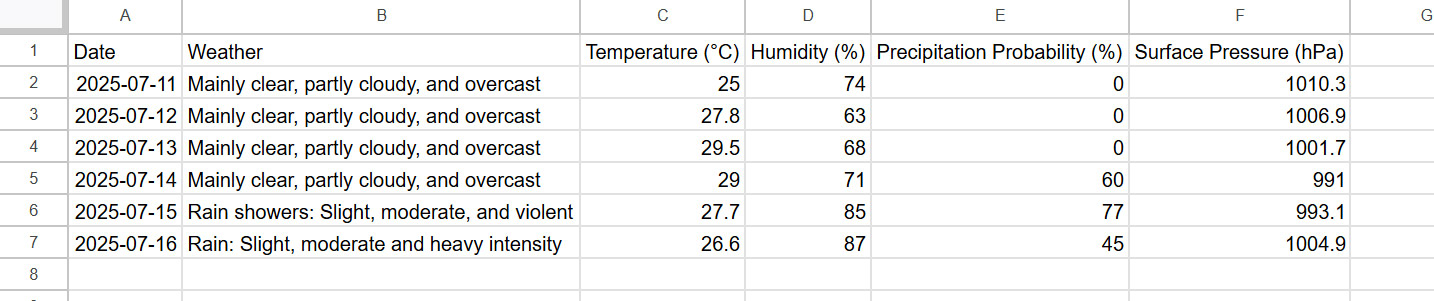 A B C D E F G
1 Date Weather Temperature (°C) Humidity (%) Precipitation Probability (%) Surface Pressure (hPa)
2 2025-07-11 Mainly clear, partly cloudy, and overcast 25 74 0 1010.3
3 2025-07-12 Mainly clear, partly cloudy, and overcast 27.8 63 0 1006.9
4 2025-07-13 Mainly clear, partly cloudy, and overcast 29.5 68 0 1001.7
5 2025-07-14 Mainly clear, partly cloudy, and overcast 29 71 60 991
6 2025-07-15 Rain showers: Slight, moderate, and violent 27.7 85 77 993.1
7 2025-07-16 Rain: Slight, moderate and heavy intensity 26.6 87 45 1004.9
8